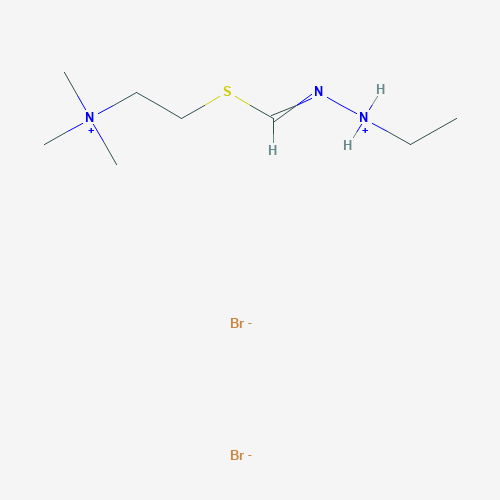 S N H
N+ N+
H H
Br -
Br -